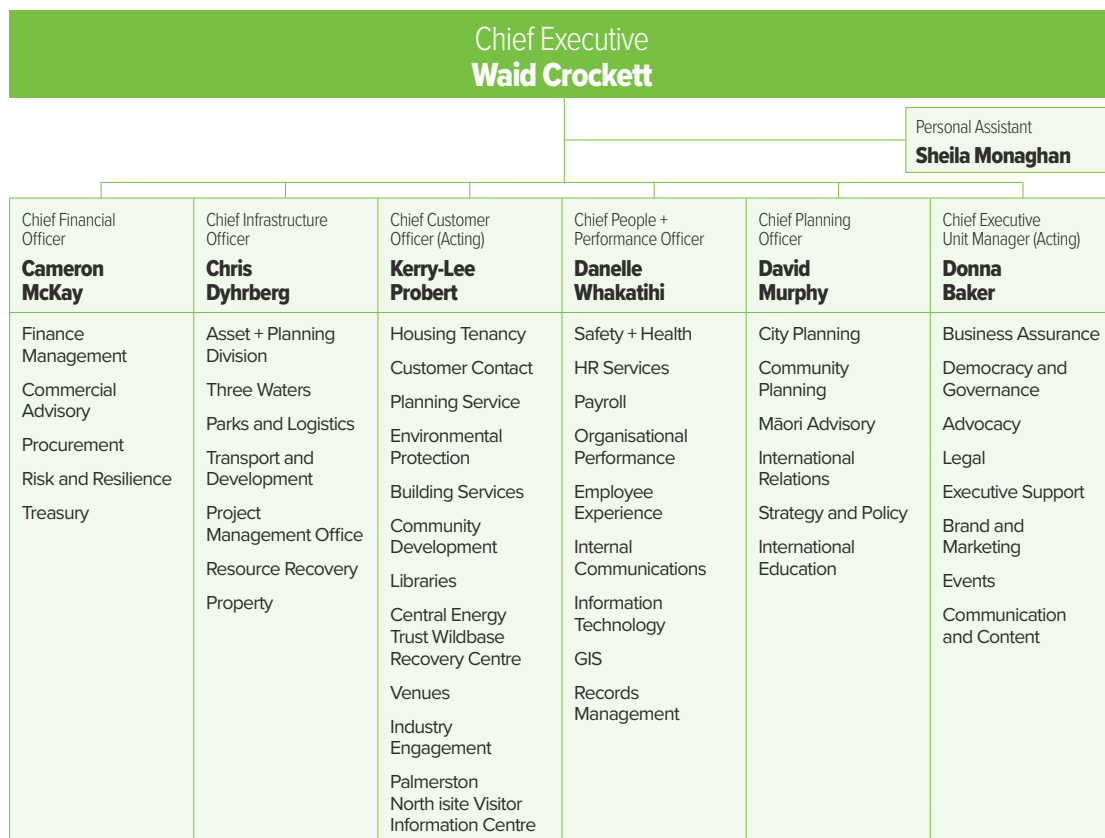 Chief Executive
Waid Crockett
Personal Assistant
Sheila Monaghan
Chief Financial
Officer
Cameron
McKay
Finance
Management
Commercial
Advisory
Procurement
Risk and Resilience
Treasury
Chief Infrastructure
Officer
Chris
Dyhrberg
Asset + Planning
Division
Three Waters
Parks and Logistics
Transport and
Development
Project
Management Office
Resource Recovery
Property
Chief Customer
Officer (Acting)
Kerry-Lee
Probert
Housing Tenancy
Customer Contact
Planning Service
Environmental
Protection
Building Services
Community
Development
Libraries
Central Energy
Trust Wildbase
Recovery Centre
Venues
Industry
Engagement
Palmerston
North isite Visitor
Information Centre
Chief People +
Performance Officer
Danelle
Whakatihi
Safety + Health
HR Services
Payroll
Organisational
Performance
Employee
Experience
Internal
Communications
Information
Technology
GIS
Records
Management
Chief Planning
Officer
David
Murphy
City Planning
Community
Planning
Māori Advisory
International
Relations
Strategy and Policy
International
Education
Chief Executive
Unit Manager (Acting)
Donna
Baker
Business Assurance
Democracy and
Governance
Advocacy
Legal
Executive Support
Brand and
Marketing
Events
Communication
and Content